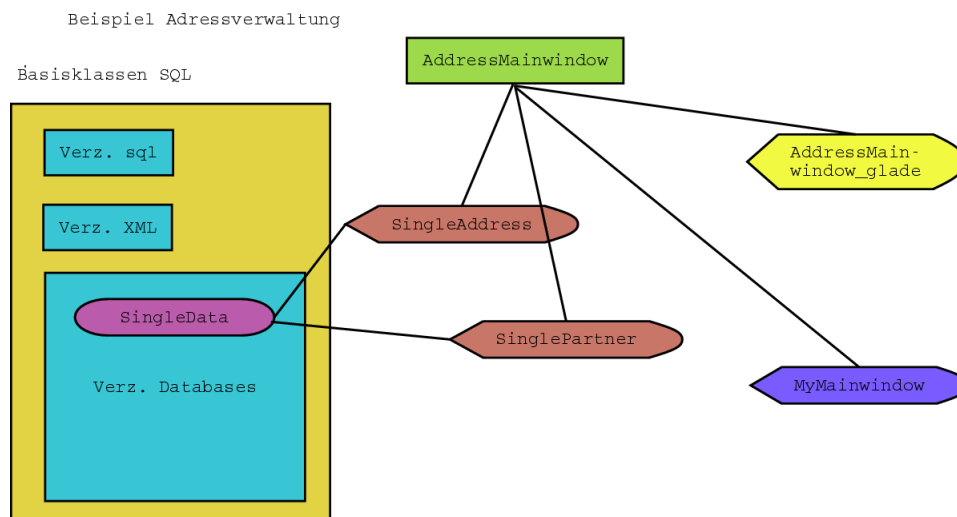 Beispiel Adressverwaltung
Basisklassen SQL
AddressMainwindow
Verz. sql
AddressMain-
window_glade
Verz. XML
SingleAddress
SingleData
SinglePartner
Verz. Databases
MyMainwindow